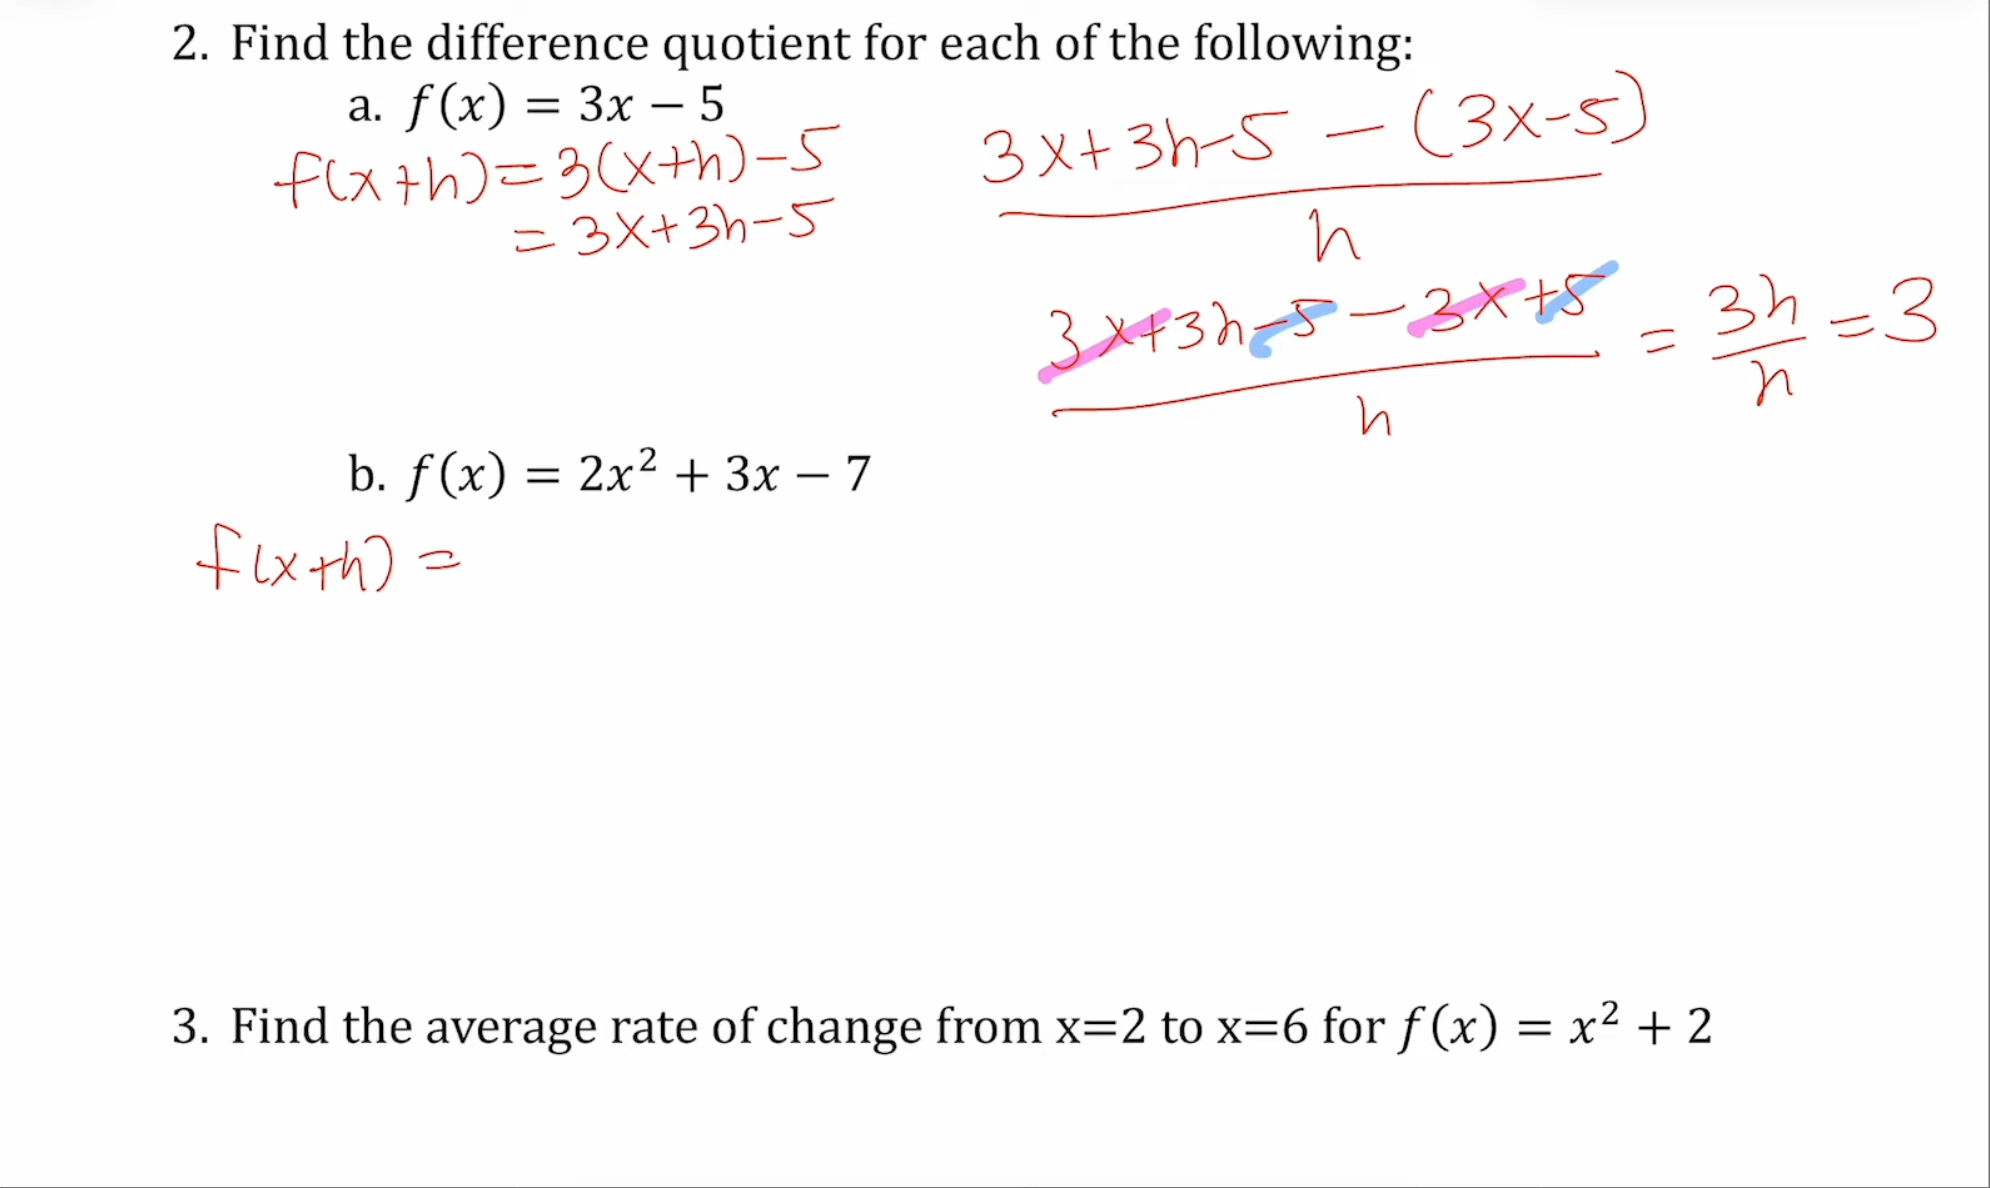 2. Find the difference quotient for each of the following:
a. f(x) = 3x − 5
f(x+h)=3(x+h)−5
= 3x+3h−5
3x+3h−5 − (3x−5)
h
3x+3h−5 − 3x+5 = 3h = 3
h h
b. f(x) = 2x² + 3x − 7
f(x+h) =
3. Find the average rate of change from x=2 to x=6 for f(x) = x² + 2